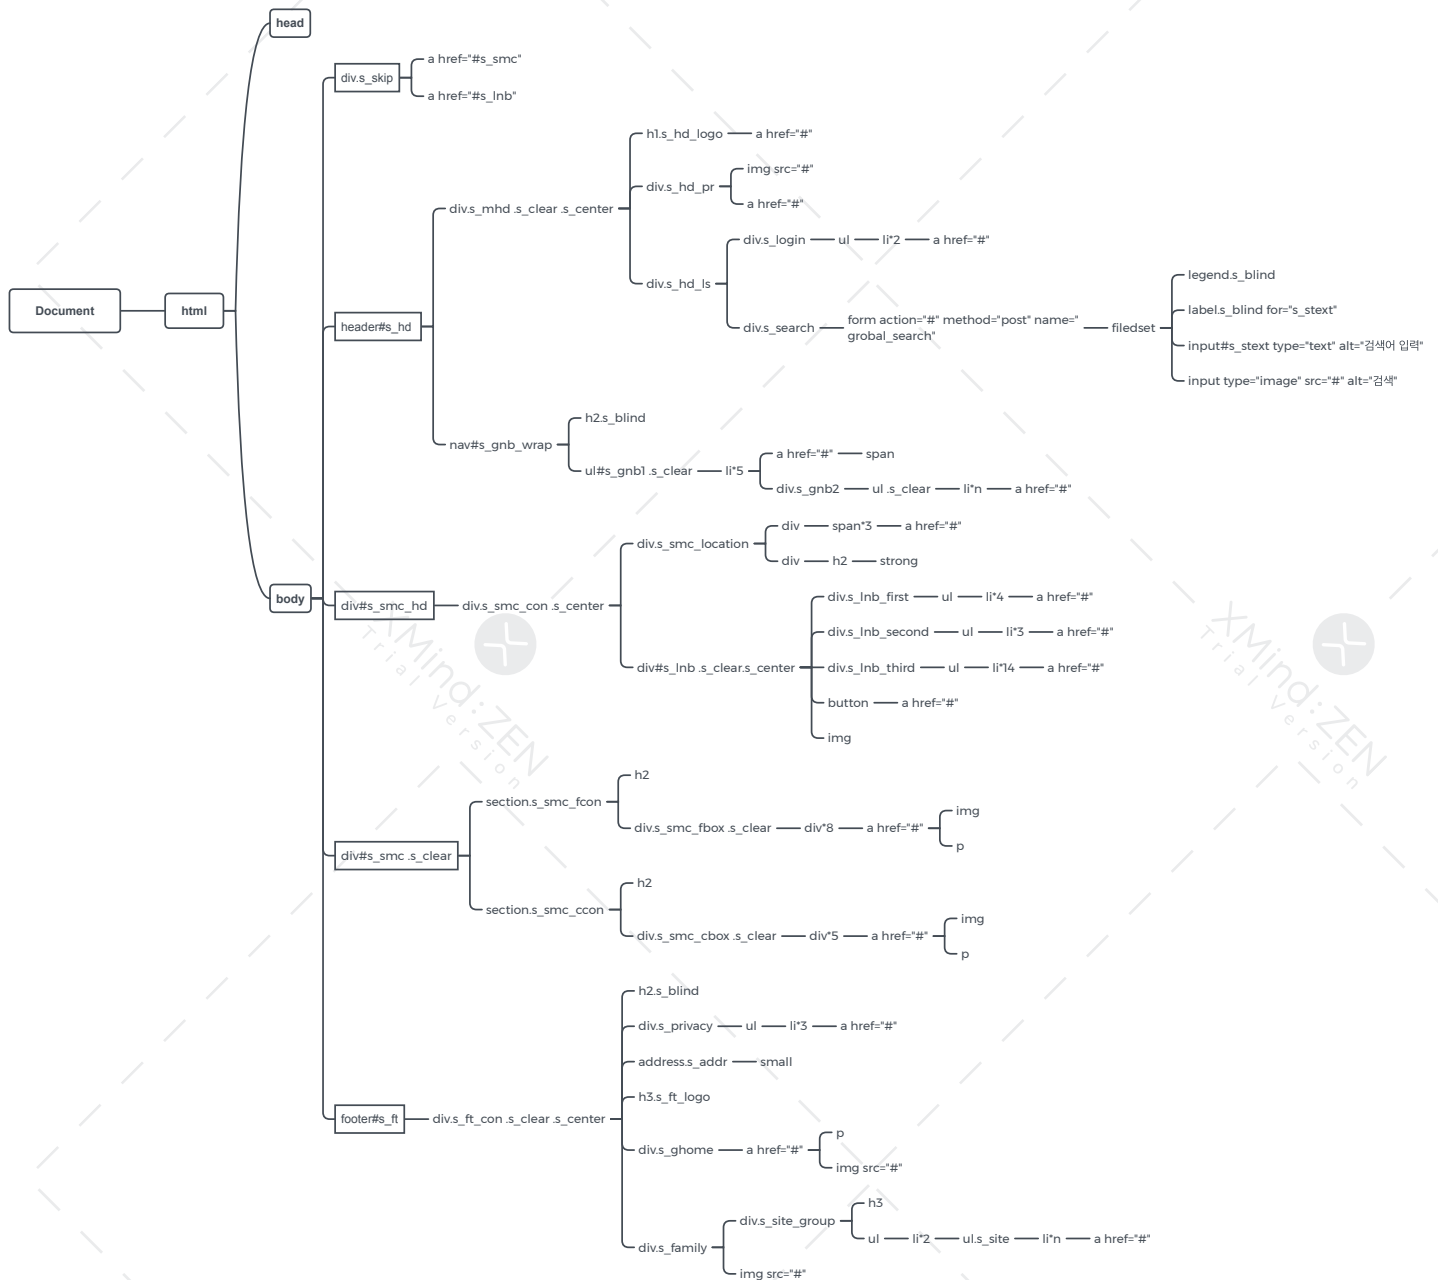 head
div.s_skip
a href="#s_smc"
a href="#s_lnb"
Document
html
header#s_hd
div.s_mhd .s_clear .s_center
h1.s_hd_logo
a href="#"
div.s_hd_pr
img src="#"
a href="#"
div.s_hd_ls
div.s_login
ul
li*2
a href="#"
div.s_search
form action="#" method="post" name="
grobal_search"
filedset
legend.s_blind
label.s_blind for="s_stext"
input#s_stext type="text" alt="검색어 입력"
input type="image" src="#" alt="검색"
nav#s_gnb_wrap
h2.s_blind
ul#s_gnb1 .s_clear
li*5
a href="#"
span
div.s_gnb2
ul .s_clear
li*n
a href="#"
body
div#s_smc_hd
div.s_smc_con .s_center
div.s_smc_location
div
span*3
a href="#"
div
h2
strong
div#s_lnb .s_clear.s_center
div.s_lnb_first
ul
li*4
a href="#"
div.s_lnb_second
ul
li*3
a href="#"
div.s_lnb_third
ul
li*14
a href="#"
button
a href="#"
img
div#s_smc .s_clear
section.s_smc_fcon
h2
div.s_smc_fbox .s_clear
div*8
a href="#"
img
p
section.s_smc_ccon
h2
div.s_smc_cbox .s_clear
div*5
a href="#"
img
p
footer#s_ft
div.s_ft_con .s_clear .s_center
h2.s_blind
div.s_privacy
ul
li*3
a href="#"
address.s_addr
small
h3.s_ft_logo
div.s_ghome
a href="#"
p
img src="#"
div.s_family
div.s_site_group
h3
ul
li*2
ul.s_site
li*n
a href="#"
img src="#"
XMind:ZEN
Trial Version
XMind:ZEN
Trial Version